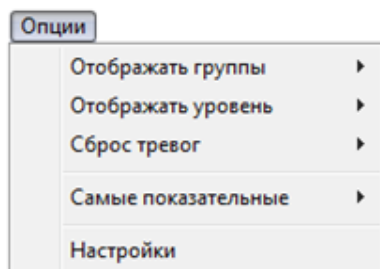 Опции
Отображать группы
Отображать уровень
Сброс тревог
Самые показательные
Настройки